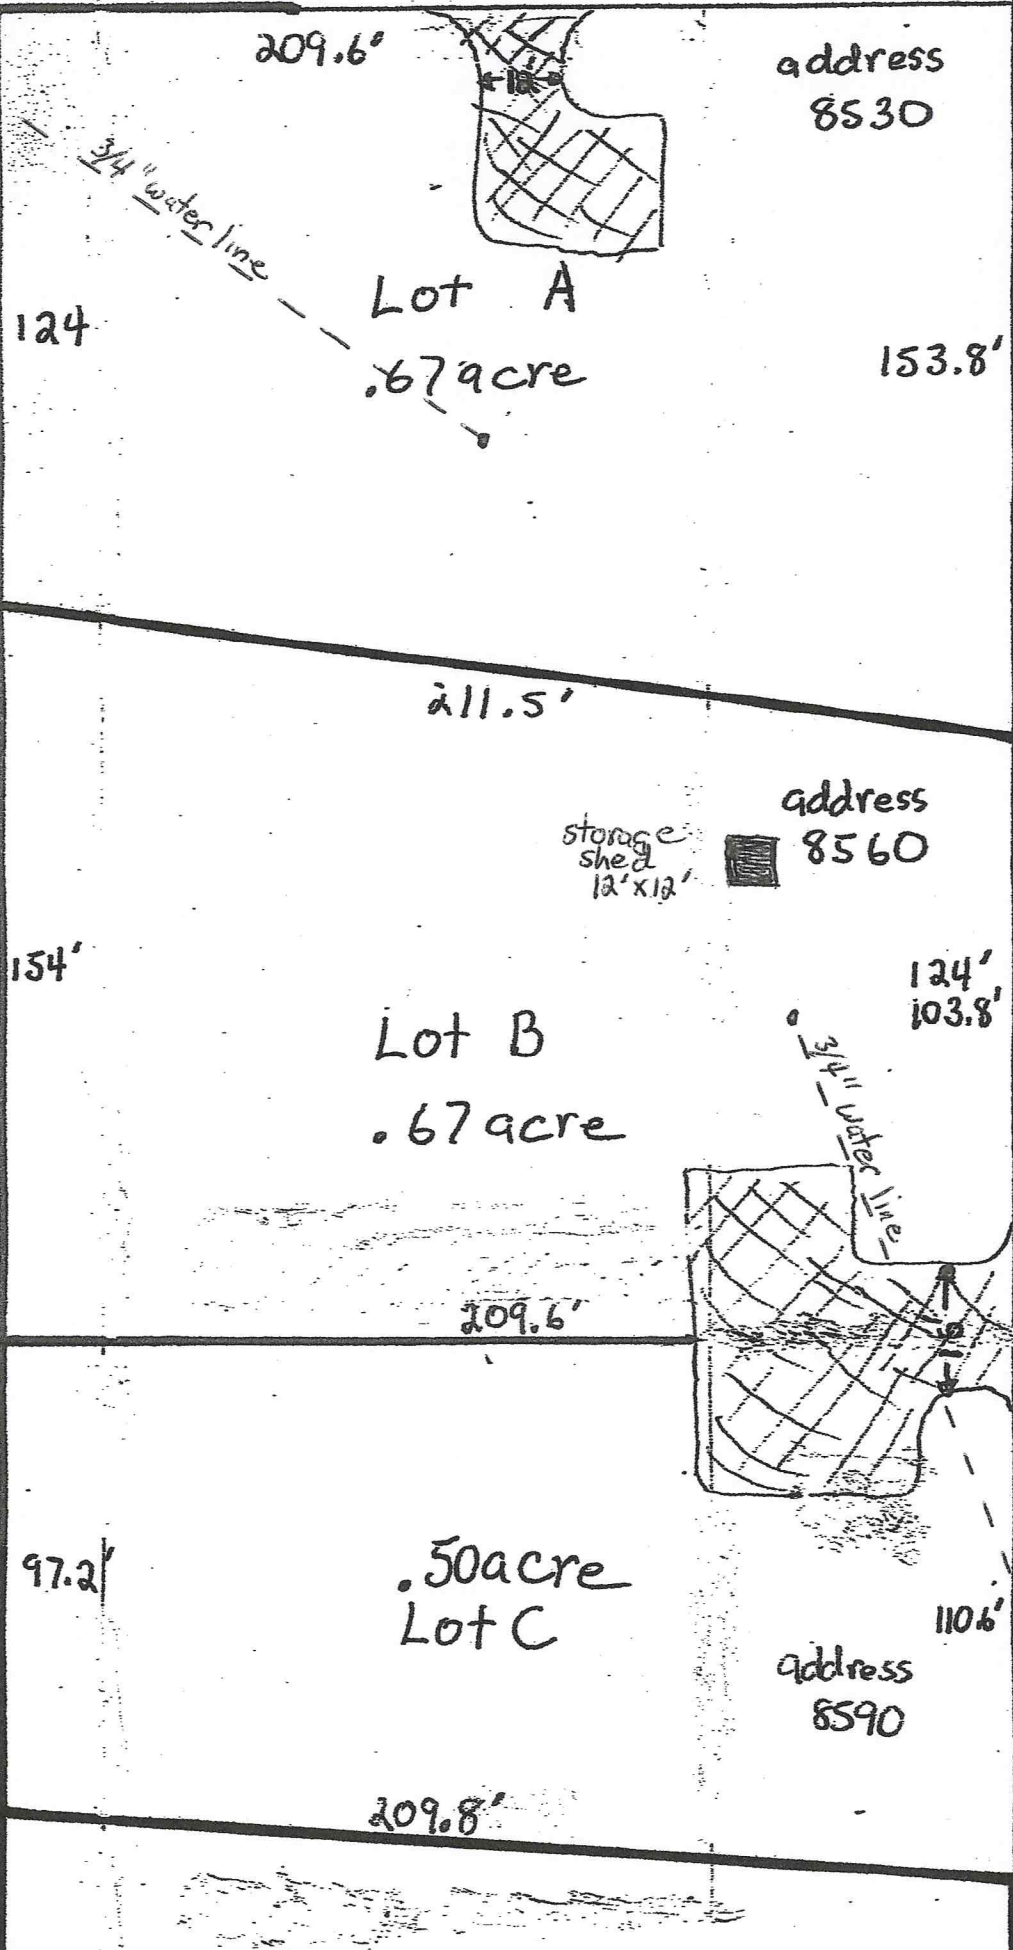 209.6'
12'
address
8530
3/4" water line
Lot A
124
.67 acre
153.8'
211.5'
address
8560
storage
shed
12'x12'
154'
124'
103.8'
Lot B
3/4" water line
.67 acre
209.6'
97.2'
.50 acre
Lot C
110.6'
address
8590
209.8'